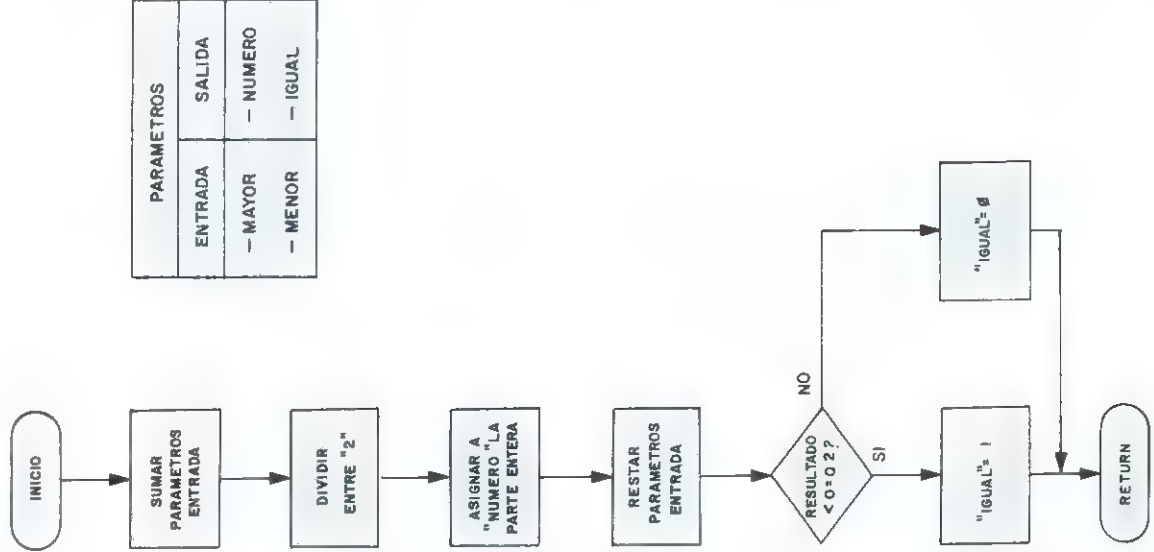 PARAMETROS
ENTRADA SALIDA
— MAYOR — NUMERO
— MENOR — IGUAL
INICIO
SUMAR
PARAMETROS
ENTRADA
DIVIDIR
ENTRE "2"
ASIGNAR A
"NUMERO "LA
PARTE ENTERA
RESTAR
PARAMETROS
ENTRADA
RESULTADO
< O = 0 2 ?
NO
SI
"IGUAL"= ø
"IGUAL"= 1
RETURN